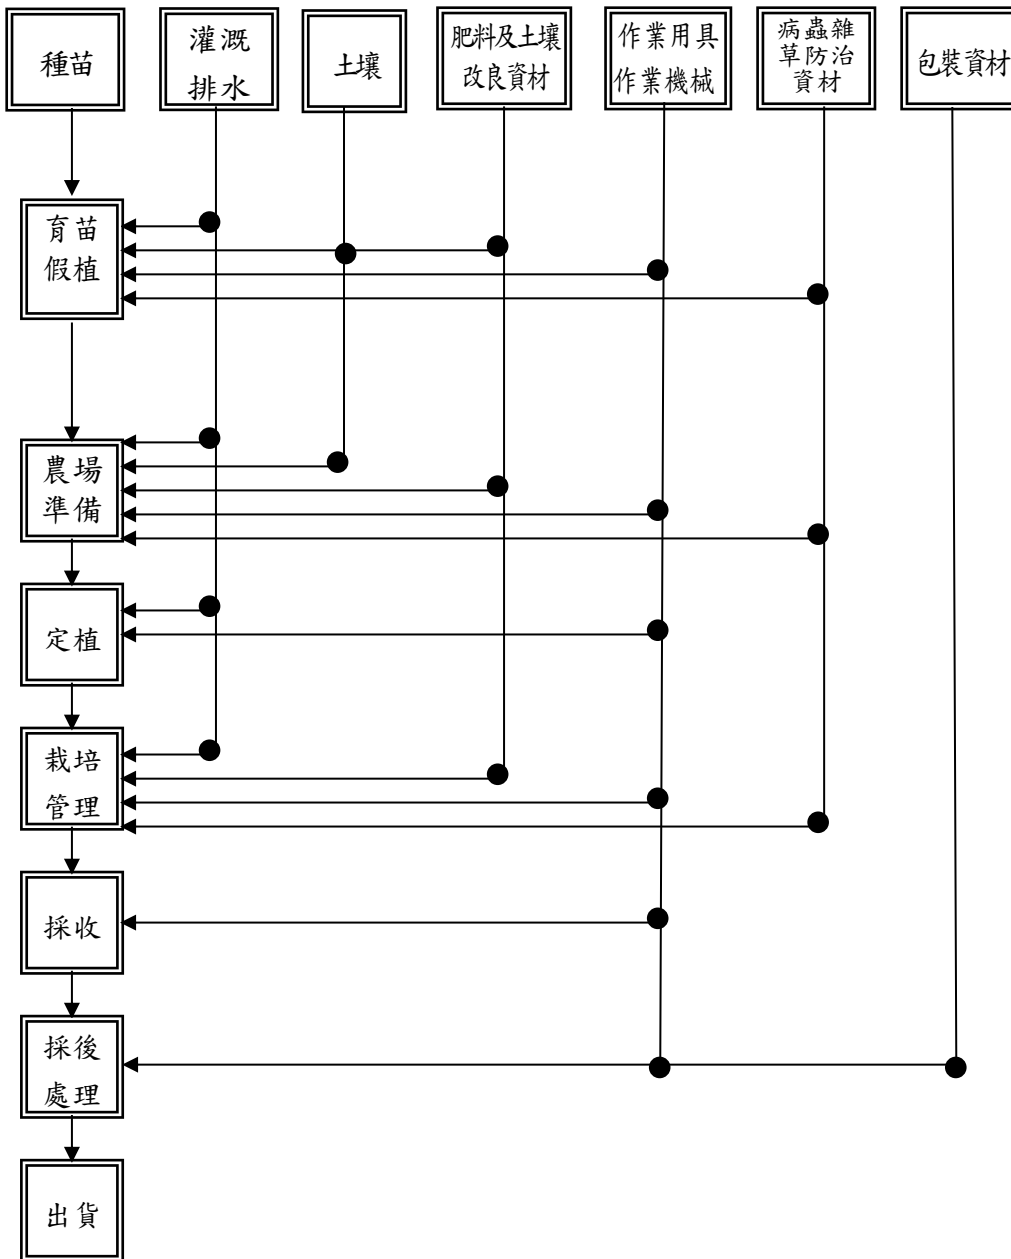 種苗
灌溉
排水
土壤
肥料及土壤
改良資材
作業用具
作業機械
病蟲雜
草防治
資材
包裝資材
育苗
假植
農場
準備
定植
栽培
管理
採收
採後
處理
出貨